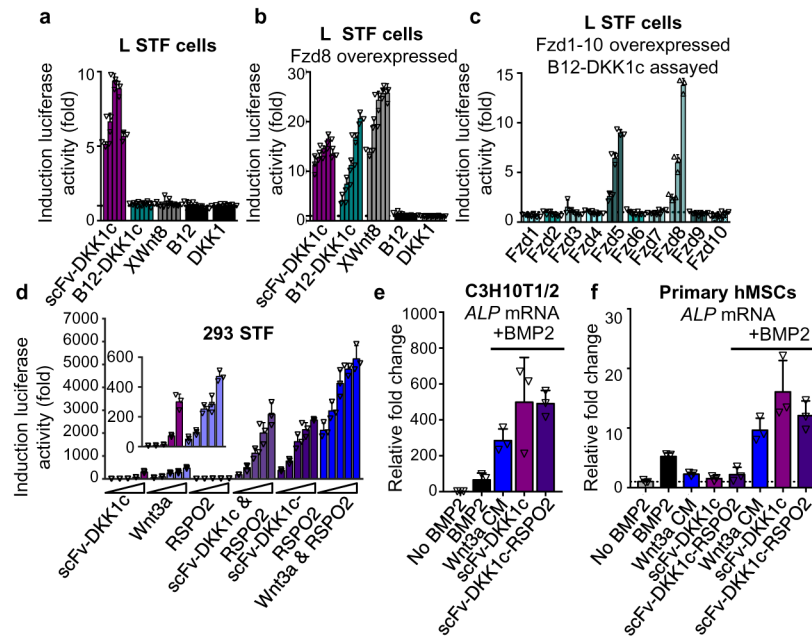 a
L STF cells
Induction luciferase
activity (fold)
10
5
0
scFv-DKK1c
B12-DKK1c
XWnt8
B12
DKK1
b
L STF cells
Fzd8 overexpressed
Induction luciferase
activity (fold)
30
20
10
0
scFv-DKK1c
B12-DKK1c
XWnt8
B12
DKK1
c
L STF cells
Fzd1-10 overexpressed
B12-DKK1c assayed
Induction luciferase
activity (fold)
15
10
5
0
Fzd1
Fzd2
Fzd3
Fzd4
Fzd5
Fzd6
Fzd7
Fzd8
Fzd9
Fzd10
d
293 STF
Induction luciferase
activity (fold)
7000
6000
5000
4000
3000
2000
1000
0
600
400
200
0
scFv-DKK1c
Wnt3a
RSPO2
scFv-DKK1c &
RSPO2
scFv-DKK1c-
RSPO2
Wnt3a & RSPO2
e
C3H10T1/2
ALP mRNA
+BMP2
Relative fold change
1000
800
600
400
200
0
No BMP2
BMP2
Wnt3a CM
scFv-DKK1c
scFv-DKK1c-RSPO2
f
Primary hMSCs
ALP mRNA
+BMP2
Relative fold change
30
20
10
0
No BMP2
BMP2
Wnt3a CM
scFv-DKK1c
scFv-DKK1c-RSPO2
Wnt3a CM
scFv-DKK1c
scFv-DKK1c-RSPO2